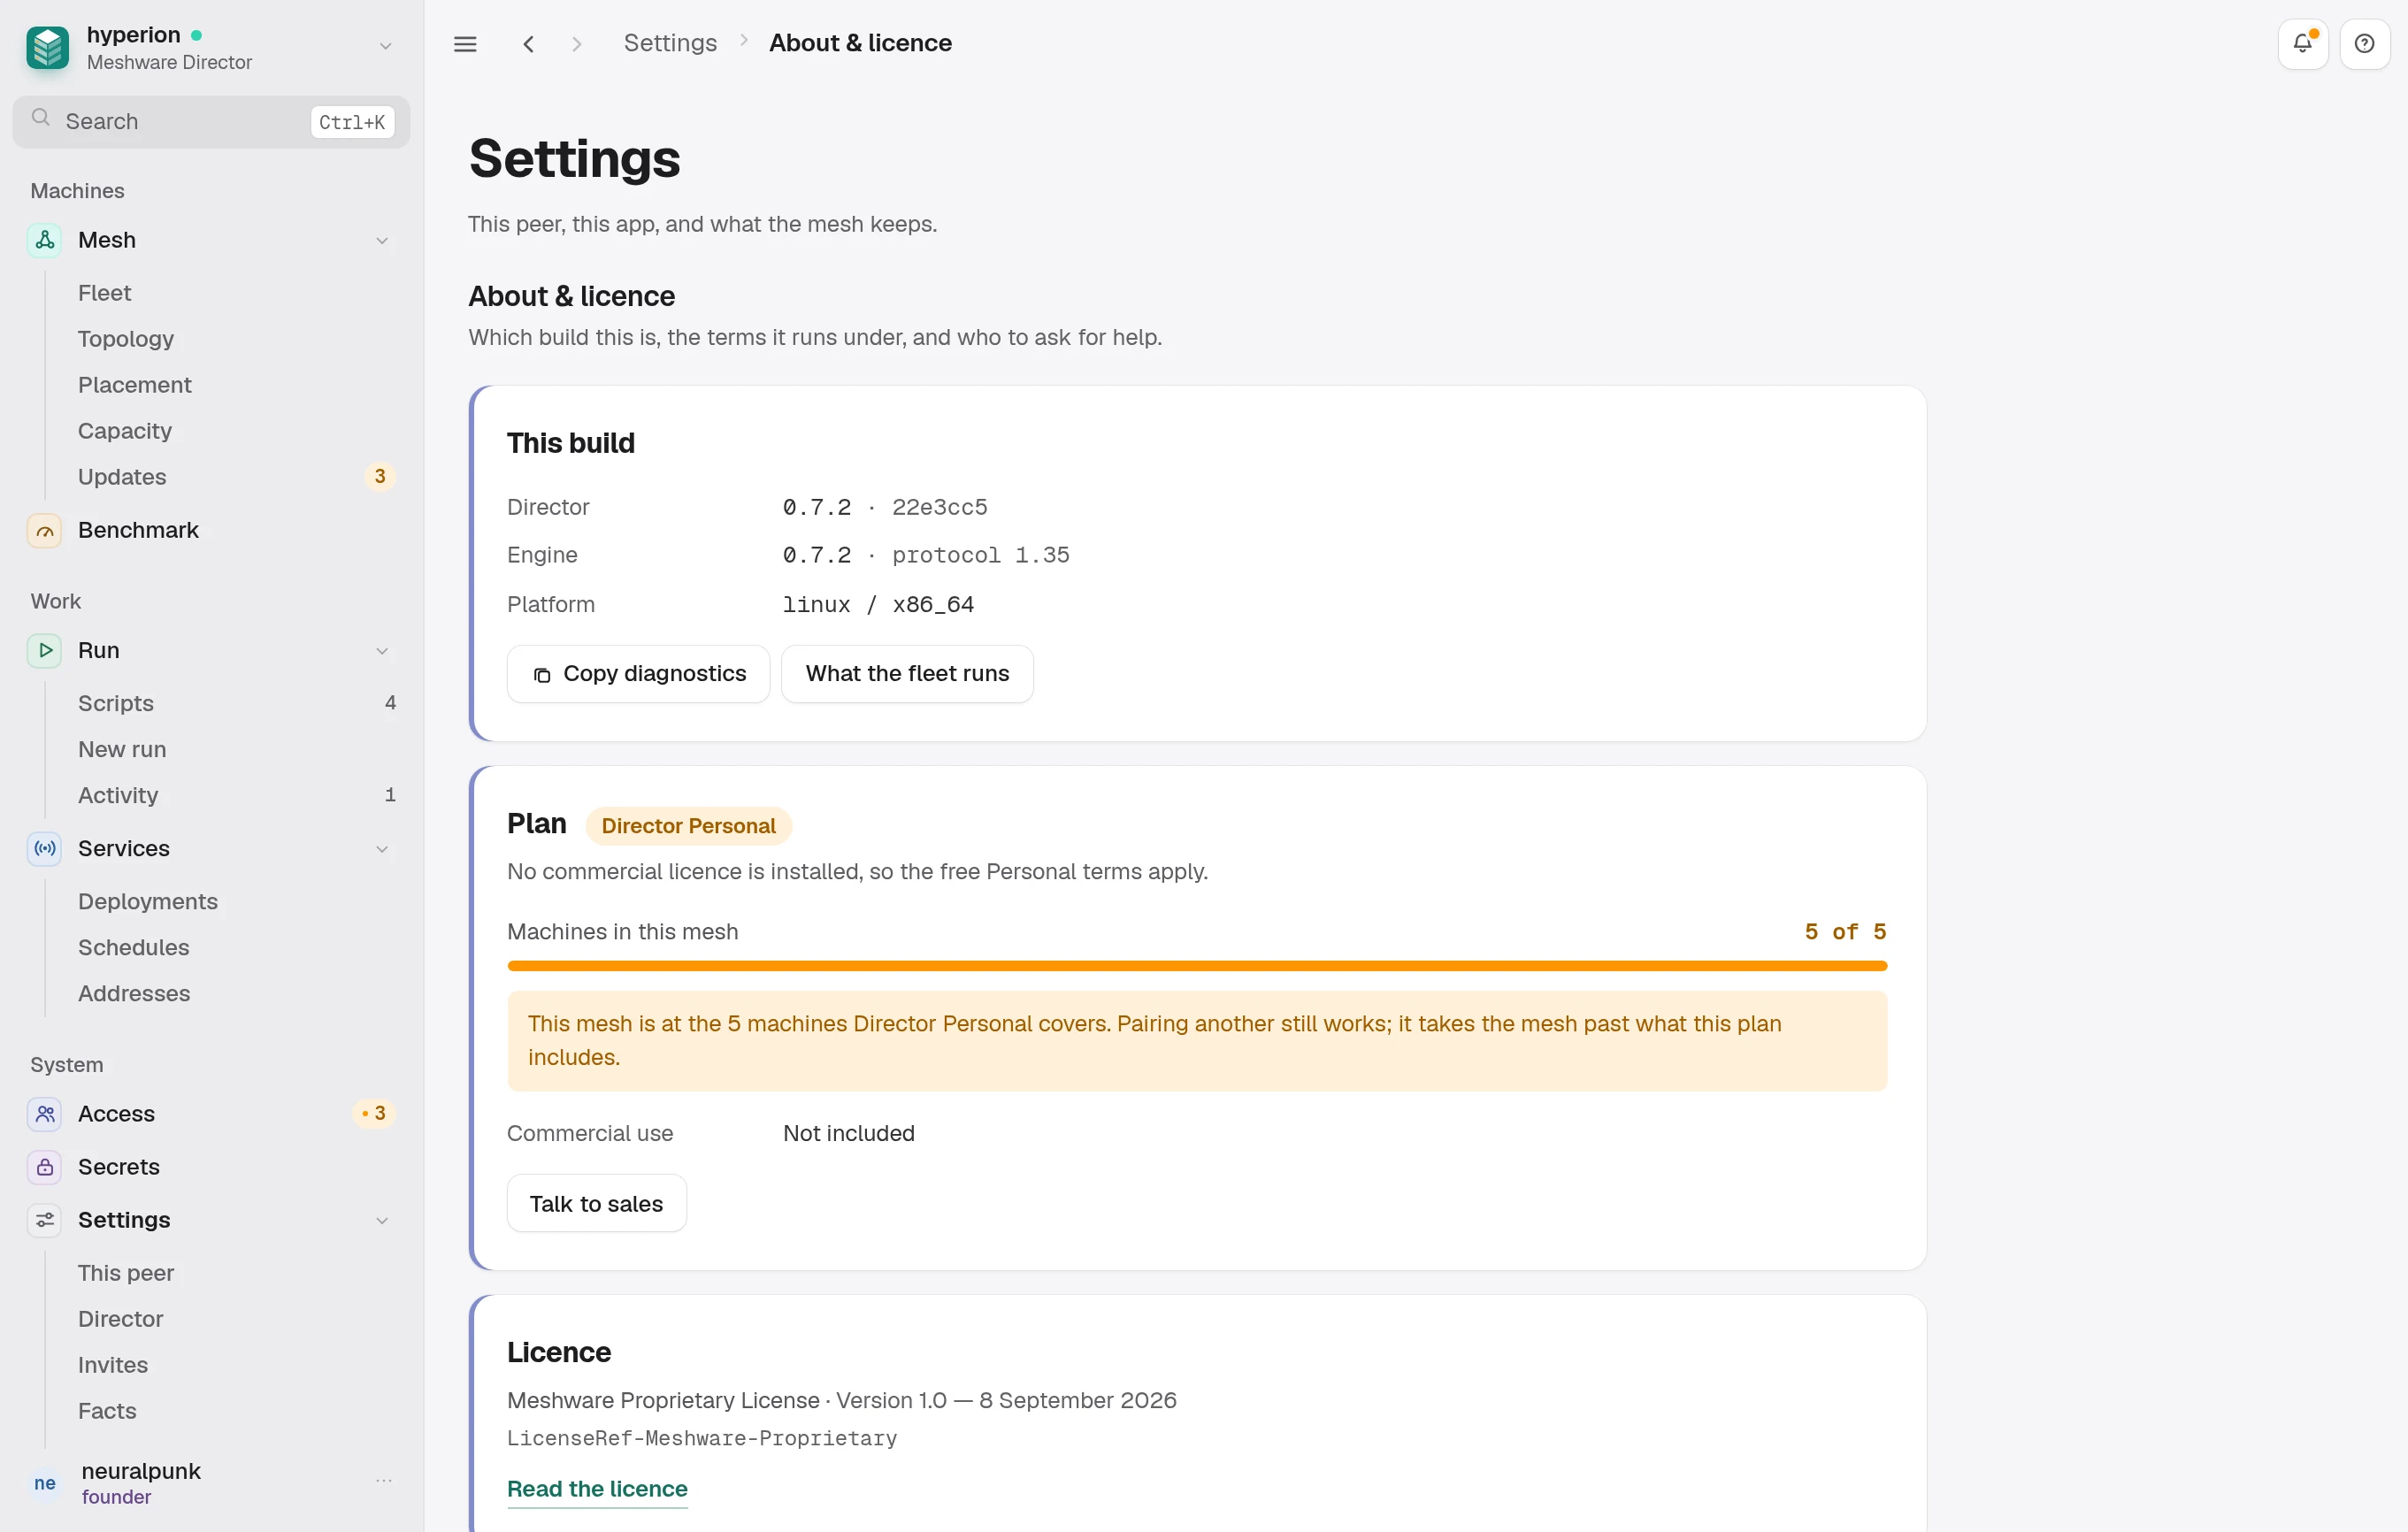 hyperion
Meshware Director
Search
Ctrl+K
Machines
Mesh
Fleet
Topology
Placement
Capacity
Updates
3
Benchmark
Work
Run
Scripts
4
New run
Activity
1
Services
Deployments
Schedules
Addresses
System
Access
3
Secrets
Settings
This peer
Director
Invites
Facts
ne
neuralpunk
founder
Settings
About & licence
Settings
This peer, this app, and what the mesh keeps.
About & licence
Which build this is, the terms it runs under, and who to ask for help.
This build
Director
0.7.2 · 22e3cc5
Engine
0.7.2 · protocol 1.35
Platform
linux / x86_64
Copy diagnostics
What the fleet runs
Plan
Director Personal
No commercial licence is installed, so the free Personal terms apply.
Machines in this mesh
5 of 5
This mesh is at the 5 machines Director Personal covers. Pairing another still works; it takes the mesh past what this plan
includes.
Commercial use
Not included
Talk to sales
Licence
Meshware Proprietary License · Version 1.0 — 8 September 2026
LicenseRef-Meshware-Proprietary
Read the licence